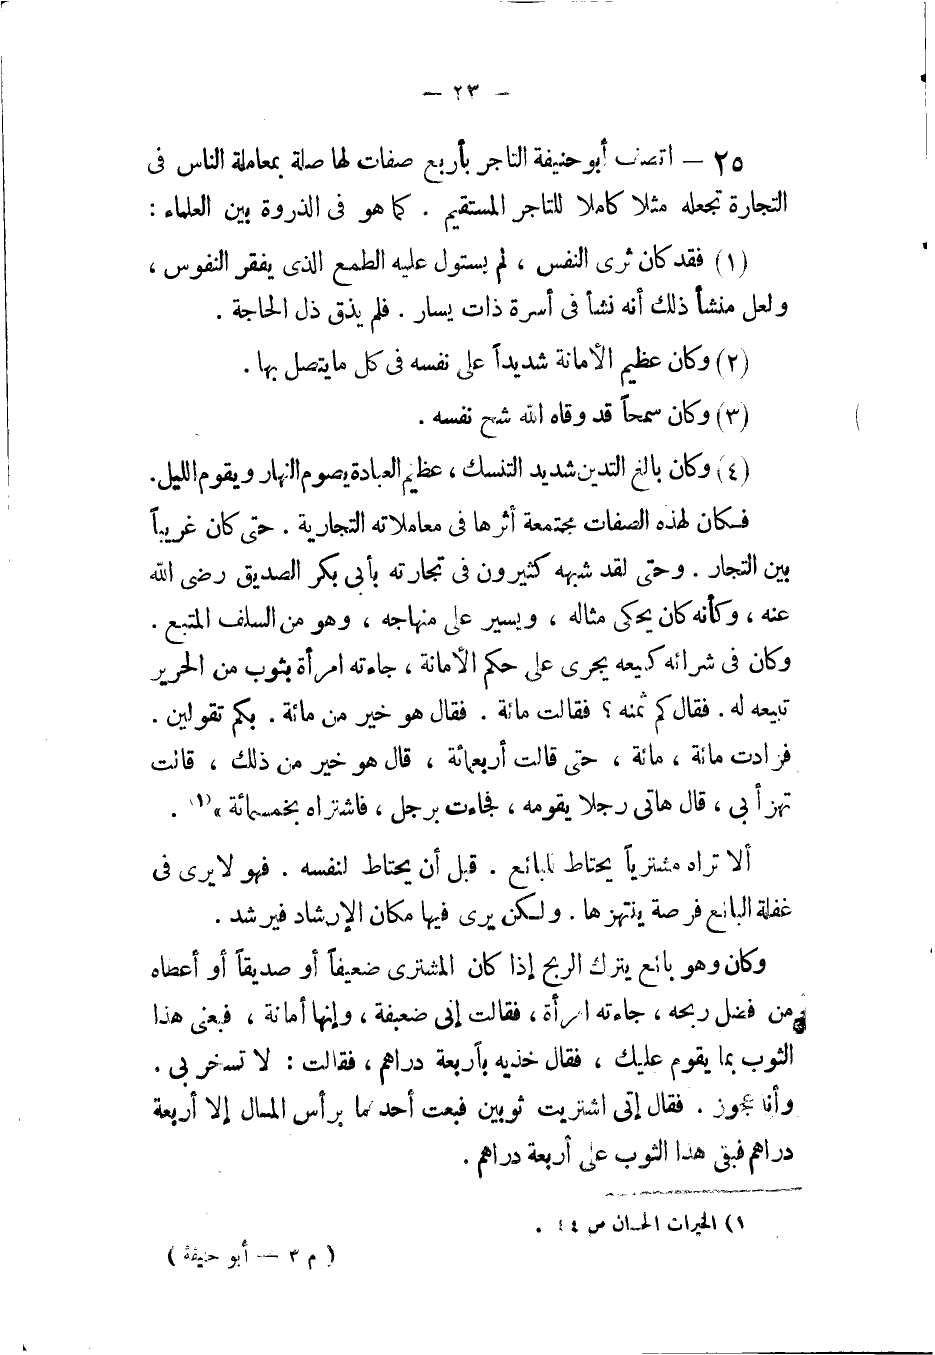 — ٢٣ —
٢٥ — اتصف أبو حنيفة التاجر بأربع صفات لها صلة بمعاملة الناس فى
التجارة تجعله مثلا كاملا للتاجر المستقيم . كما هو فى الذروة بين العلماء :
(١) فقد كان ثرى النفس ، لم يستول عليه الطمع الذى يفقر النفوس ،
ولعل منشأ ذلك أنه نشأ فى أسرة ذات يسار . فلم يذق ذل الحاجة .
(٢) وكان عظيم الأمانة شديداً على نفسه فى كل ما يتصل بها .
(٣) وكان سمحاً قد وقاه الله شح نفسه .
(٤) وكان بالغ التدين شديد التنسك ، عظيم العبادة يصوم النهار ويقوم الليل.
فكان لهذه الصفات مجتمعة أثرها فى معاملاته التجارية . حتى كان غريباً
بين التجار . وحتى لقد شبهه كثيرون فى تجارته بأبى بكر الصديق رضى الله
عنه ، وكأنه كان يحكى مثاله ، ويسير على منهاجه ، وهو من السلف المتبع .
وكان فى شرائه كبيعه يجرى على حكم الأمانة ، جاءته امرأة بثوب من الحرير
تبيعه له . فقال كم ثمنه ؟ فقالت مائة . فقال هو خير من مائة . بكم تقولين .
فزادت مائة ، مائة ، حتى قالت أربعمائة ، قال هو خير من ذلك ، قالت
تهزأ بى ، قال هاتى رجلا يقومه ، فجاءت برجل ، فاشتراه بخمسمائة » (١) .
ألا تراه مشترياً يحتاط للبائع . قبل أن يحتاط لنفسه . فهو لا يرى فى
غفلة البائع فرصة ينتهزها . ولكن يرى فيها مكان الإرشاد فيرشد .
وكان وهو بائع يترك الربح إذا كان المشترى ضعيفاً أو صديقاً أو أعطاه
من فضل ربحه ، جاءته امرأة ، فقالت إنى ضعيفة ، وإنها أمانة ، فبعنى هذا
الثوب بما يقوم عليك ، فقال خذيه بأربعة دراهم ، فقالت : لا تسخر بى .
وأنا عجوز . فقال إنى اشتريت ثوبين فبعت أحدهما برأس المال إلا أربعة
دراهم فبقى هذا الثوب على أربعة دراهم .
١) الخيرات الحسان ص ٤٤ .
( م ٣ — أبو حنيفة )